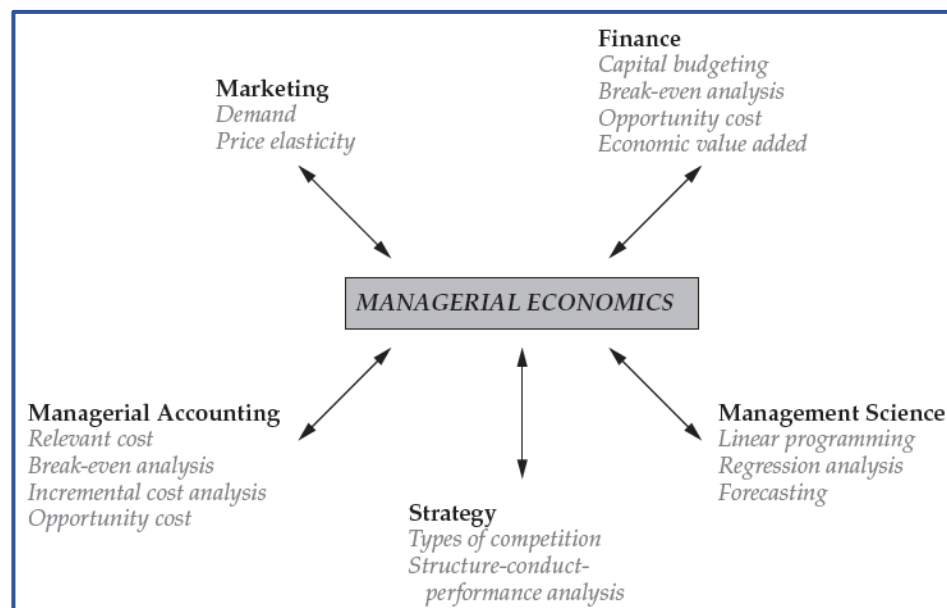 Marketing
Demand
Price elasticity
Finance
Capital budgeting
Break-even analysis
Opportunity cost
Economic value added
MANAGERIAL ECONOMICS
Managerial Accounting
Relevant cost
Break-even analysis
Incremental cost analysis
Opportunity cost
Strategy
Types of competition
Structure-conduct-
performance analysis
Management Science
Linear programming
Regression analysis
Forecasting